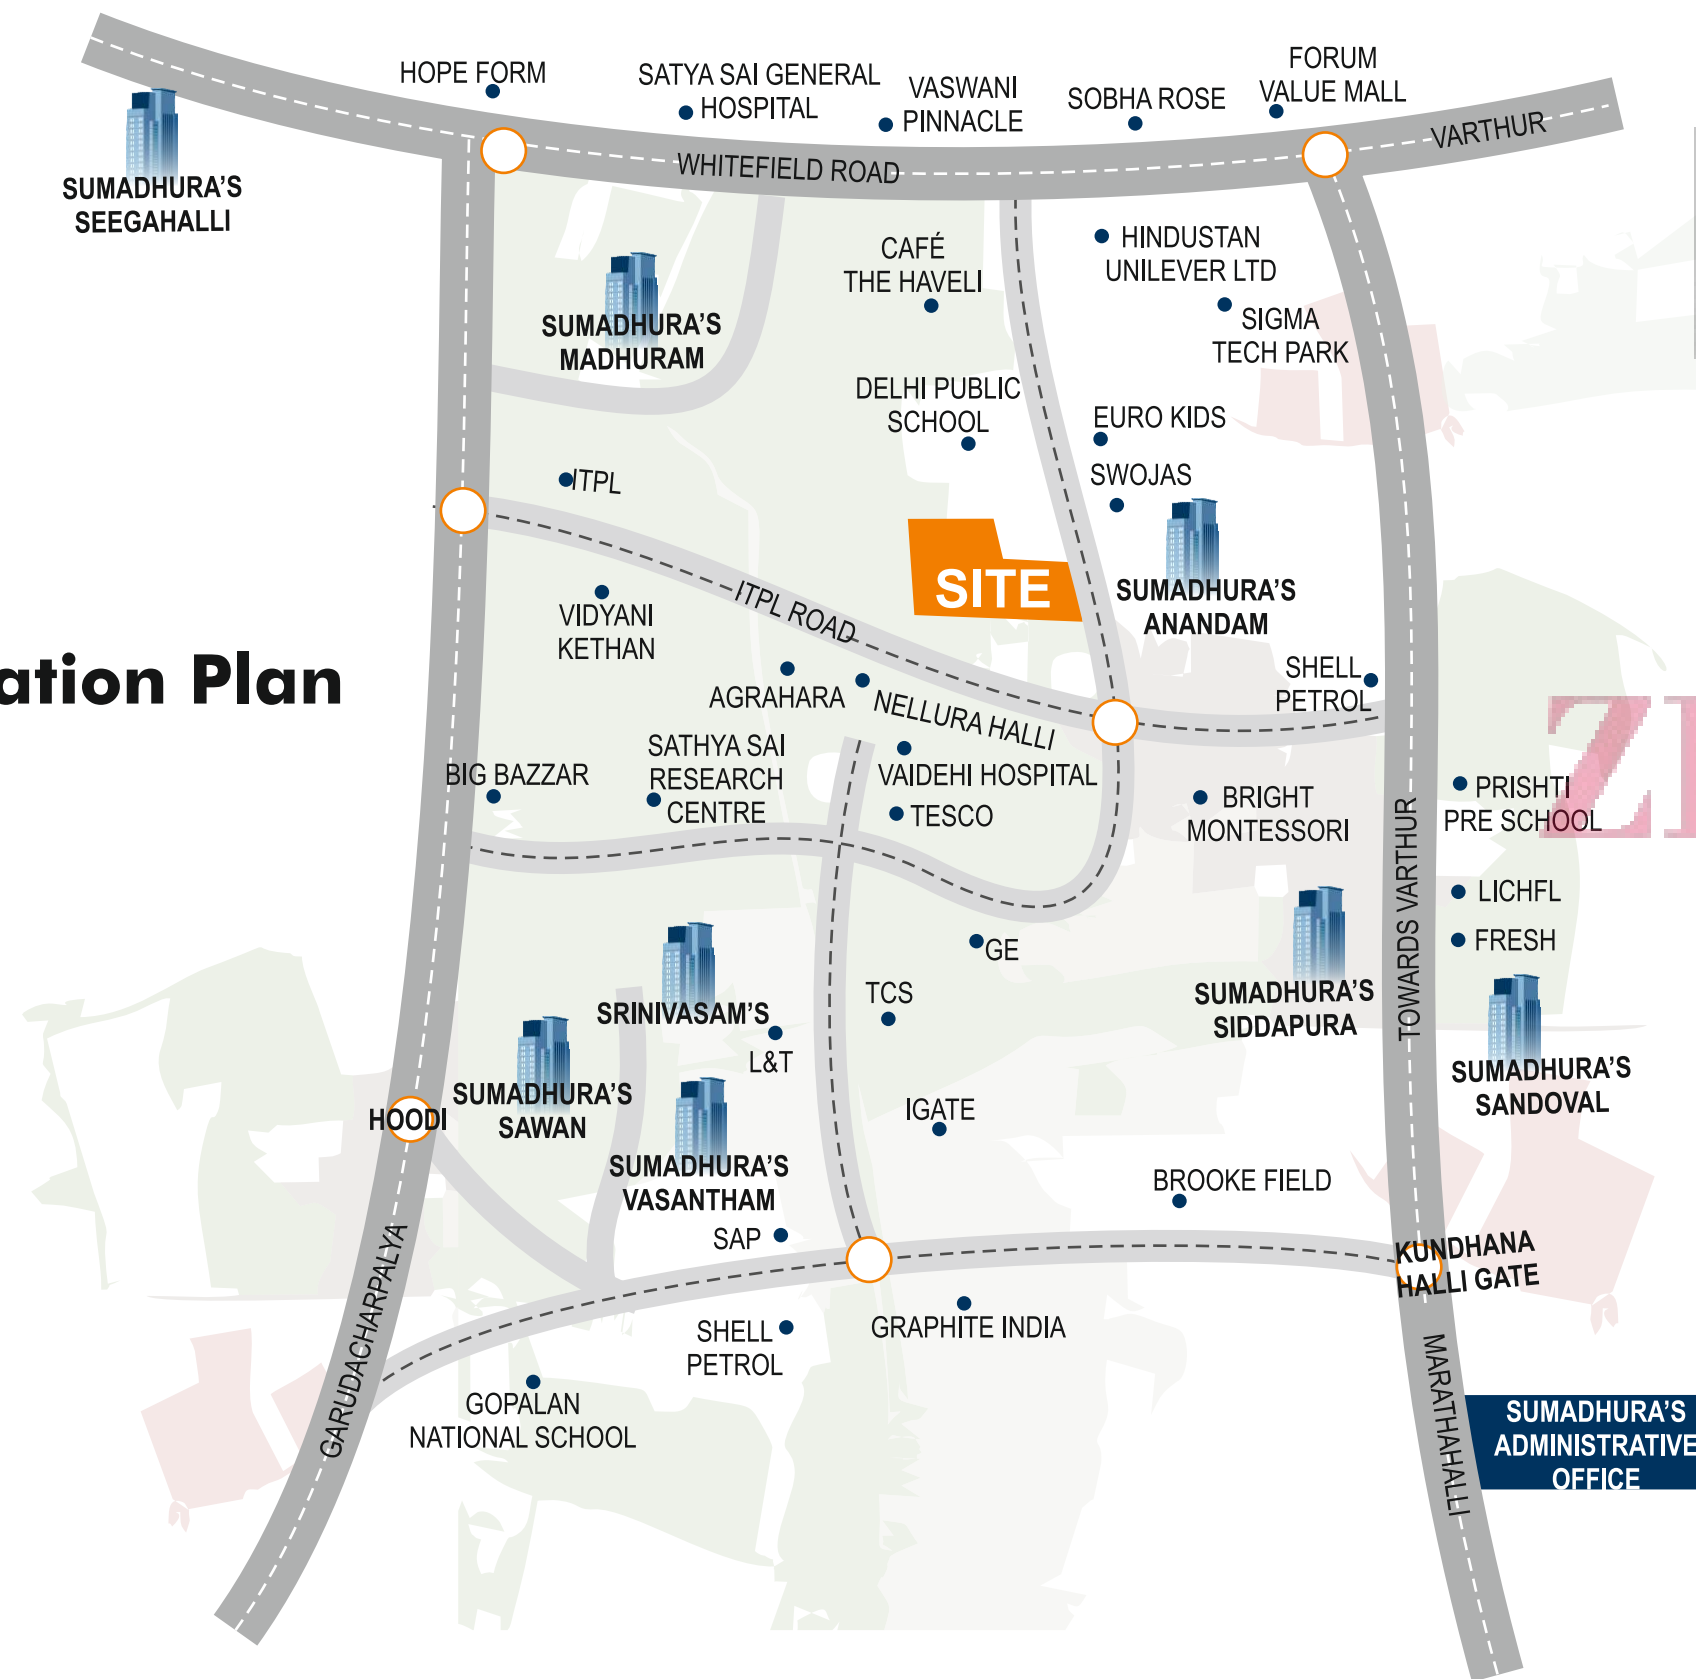 HOPE FORM
SATYA SAI GENERAL
HOSPITAL
VASWANI
PINNACLE
SOBHA ROSE
FORUM
VALUE MALL
VARTHUR
WHITEFIELD ROAD
SUMADHURA'S
SEEGAHALLI
CAFÉ
THE HAVELI
HINDUSTAN
UNILEVER LTD
SIGMA
TECH PARK
SUMADHURA'S
MADHURAM
DELHI PUBLIC
SCHOOL
EURO KIDS
SWOJAS
ITPL
SITE
SUMADHURA'S
ANANDAM
ITPL ROAD
VIDYANI
KETHAN
ation Plan
AGRAHARA
NELLURA HALLI
SHELL
PETROL
SATHYA SAI
RESEARCH
CENTRE
VAIDEHI HOSPITAL
BIG BAZZAR
TESCO
BRIGHT
MONTESSORI
PRISHTI
PRE SCHOOL
TOWARDS VARTHUR
LICHFL
FRESH
GE
TCS
SRINIVASAM'S
L&T
SUMADHURA'S
SIDDAPURA
SUMADHURA'S
SANDOVAL
SUMADHURA'S
SAWAN
HOODI
IGATE
SUMADHURA'S
VASANTHAM
BROOKE FIELD
SAP
KUNDHANA
HALLI GATE
GARUDACHARPALYA
SHELL
PETROL
GRAPHITE INDIA
MARATHAHALLI
GOPALAN
NATIONAL SCHOOL
SUMADHURA'S
ADMINISTRATIVE
OFFICE